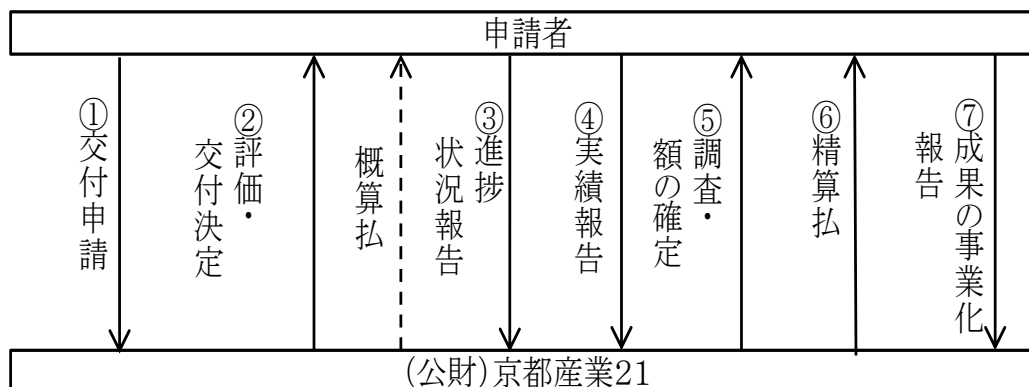 申請者
①交付申請
②評価・
交付決定
概算払
③進捗
状況報告
④実績報告
⑤調査・
額の確定
⑥精算払
⑦成果の事業化
報告
(公財)京都産業21